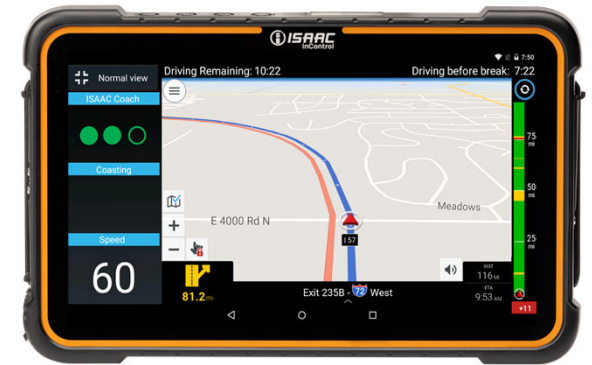 ISAAC
InControl
7:50
Normal view
Driving Remaining: 10:22
Driving before break: 7:22
ISAAC Coach
75
mi
Coasting
50
mi
Meadows
E 4000 Rd N
I 57
25
mi
Speed
60
81.2 mi
Exit 235B - 72 West
DIST
116 MI
ETA
9:53 AM
+11